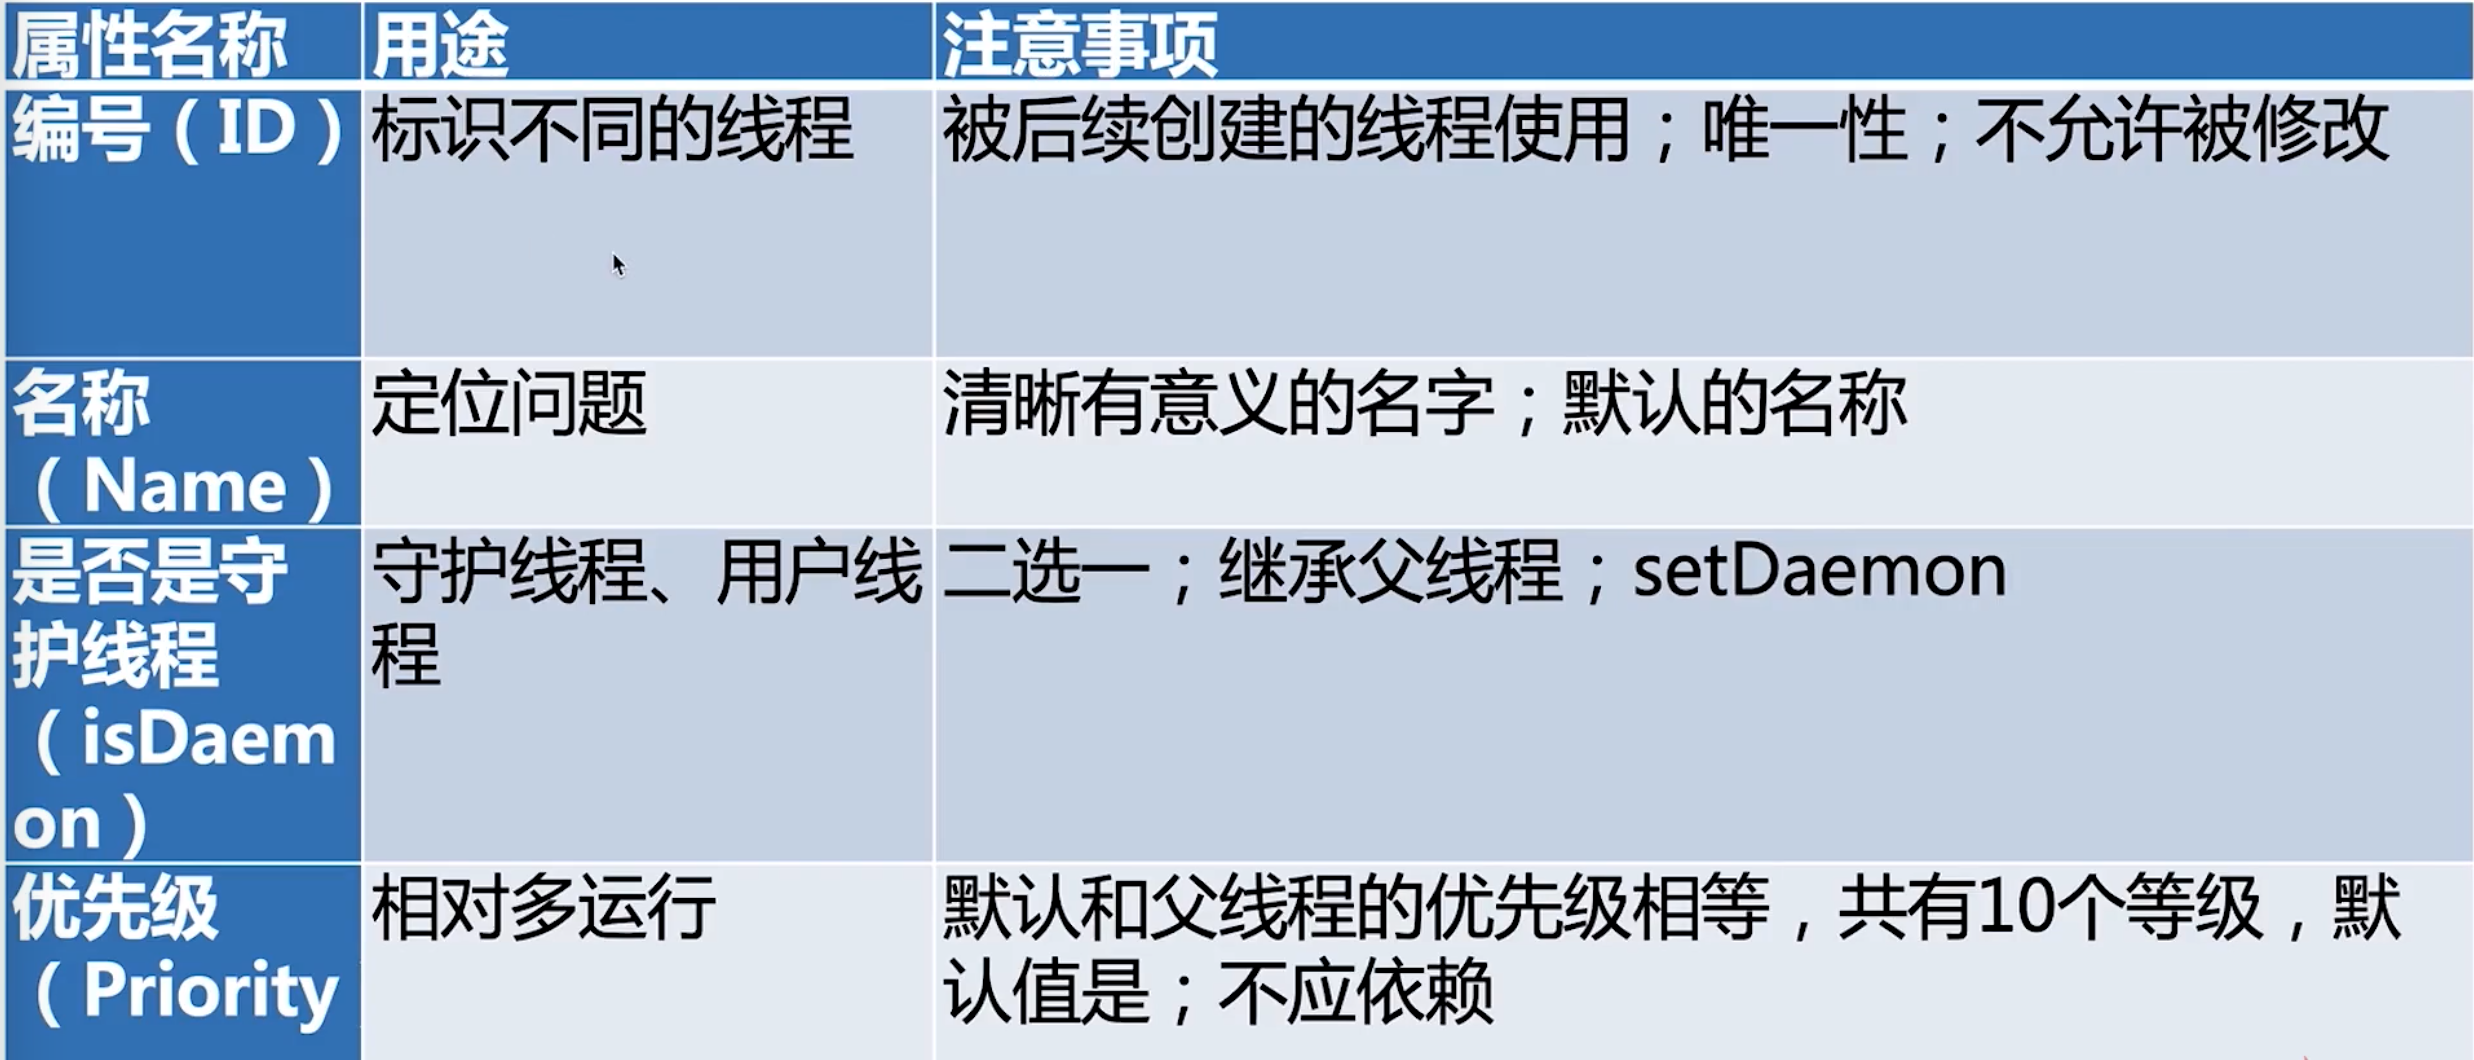 属性名称 用途 注意事项
编号（ID） 标识不同的线程 被后续创建的线程使用；唯一性；不允许被修改
名称 定位问题 清晰有意义的名字；默认的名称
（Name）
是否是守 守护线程、用户线 二选一；继承父线程；setDaemon
护线程 程
（isDaem
on）
优先级 相对多运行 默认和父线程的优先级相等，共有10个等级，默
（Priority 认值是；不应依赖